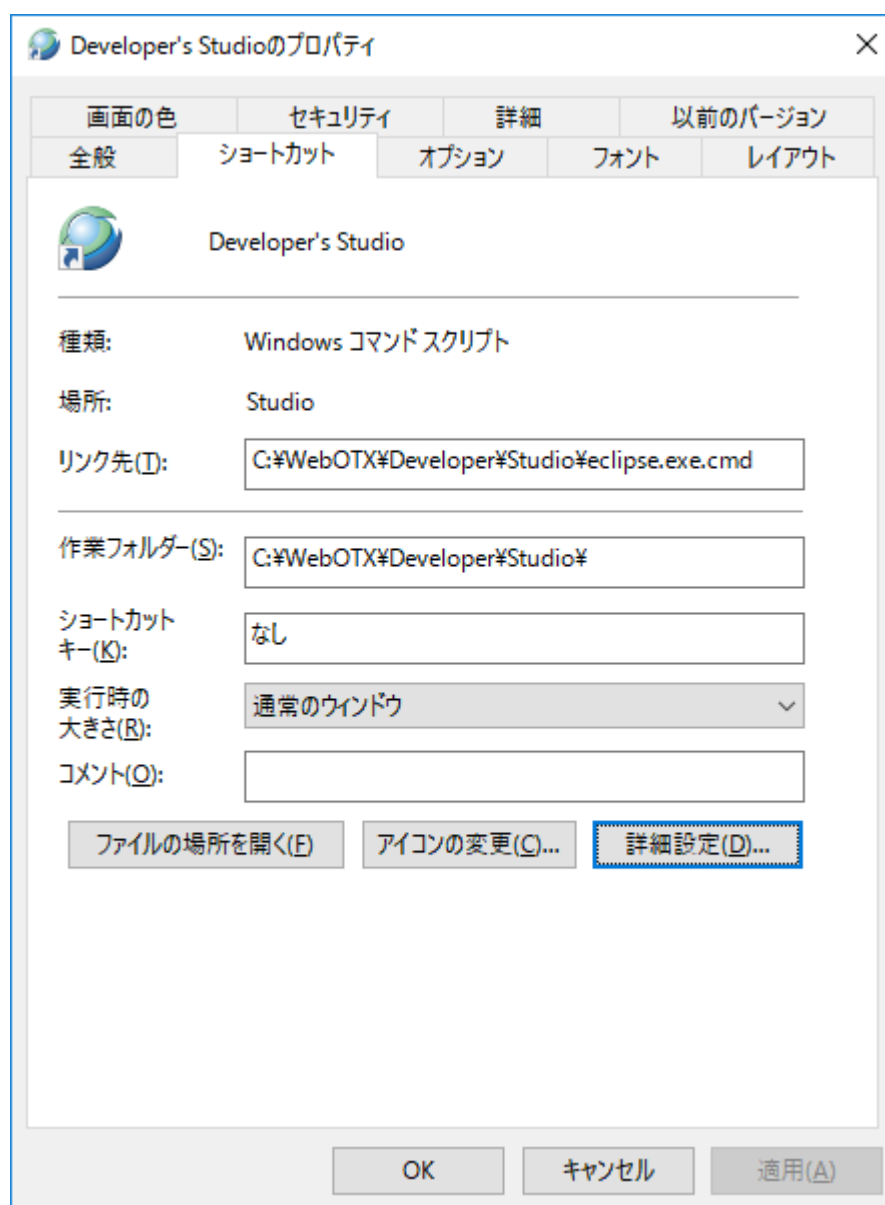 Developer's Studioのプロパティ
画面の色 セキュリティ 詳細 以前のバージョン
全般 ショートカット オプション フォント レイアウト
Developer's Studio
種類: Windows コマンド スクリプト
場所: Studio
リンク先(T): C:¥WebOTX¥Developer¥Studio¥eclipse.exe.cmd
作業フォルダー(S): C:¥WebOTX¥Developer¥Studio¥
ショートカット
キー(K): なし
実行時の
大きさ(R): 通常のウィンドウ
コメント(O):
ファイルの場所を開く(F) アイコンの変更(C)... 詳細設定(D)...
OK キャンセル 適用(A)